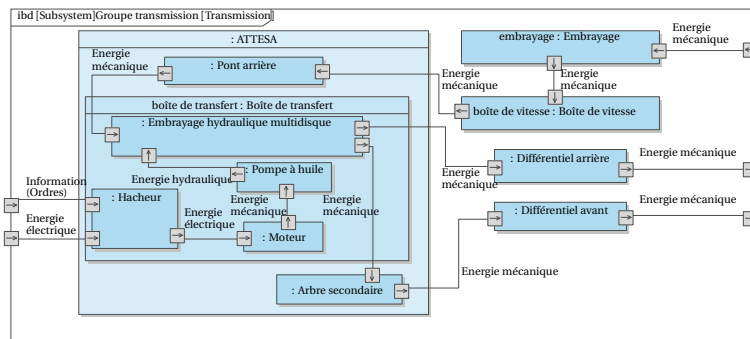 ibd [Subsystem]Groupe transmission [Transmission]
: ATTESA
embrayage : Embrayage
Energie
mécanique
Energie
mécanique
: Pont arrière
Energie
mécanique
Energie
mécanique
boîte de transfert : Boîte de transfert
boîte de vitesse : Boîte de vitesse
: Embrayage hydraulique multidisque
: Différentiel arrière
Energie mécanique
Energie
mécanique
Energie hydraulique
: Pompe à huile
Information
(Ordres)
: Hacheur
Energie
mécanique
Energie
mécanique
Energie
électrique
Energie
électrique
: Moteur
: Différentiel avant
Energie mécanique
Energie mécanique
: Arbre secondaire